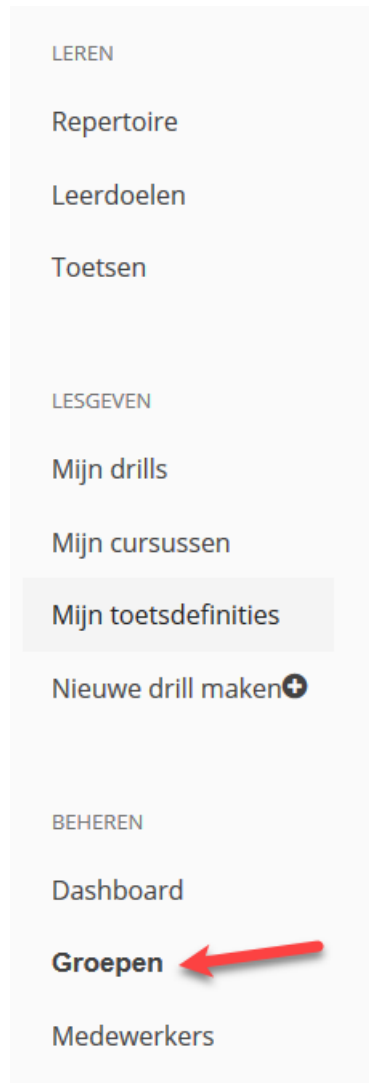 LEREN
Repertoire
Leerdoelen
Toetsen
LESGEVEN
Mijn drills
Mijn cursussen
Mijn toetsdefinities
Nieuwe drill maken
BEHEREN
Dashboard
Groepen
Medewerkers